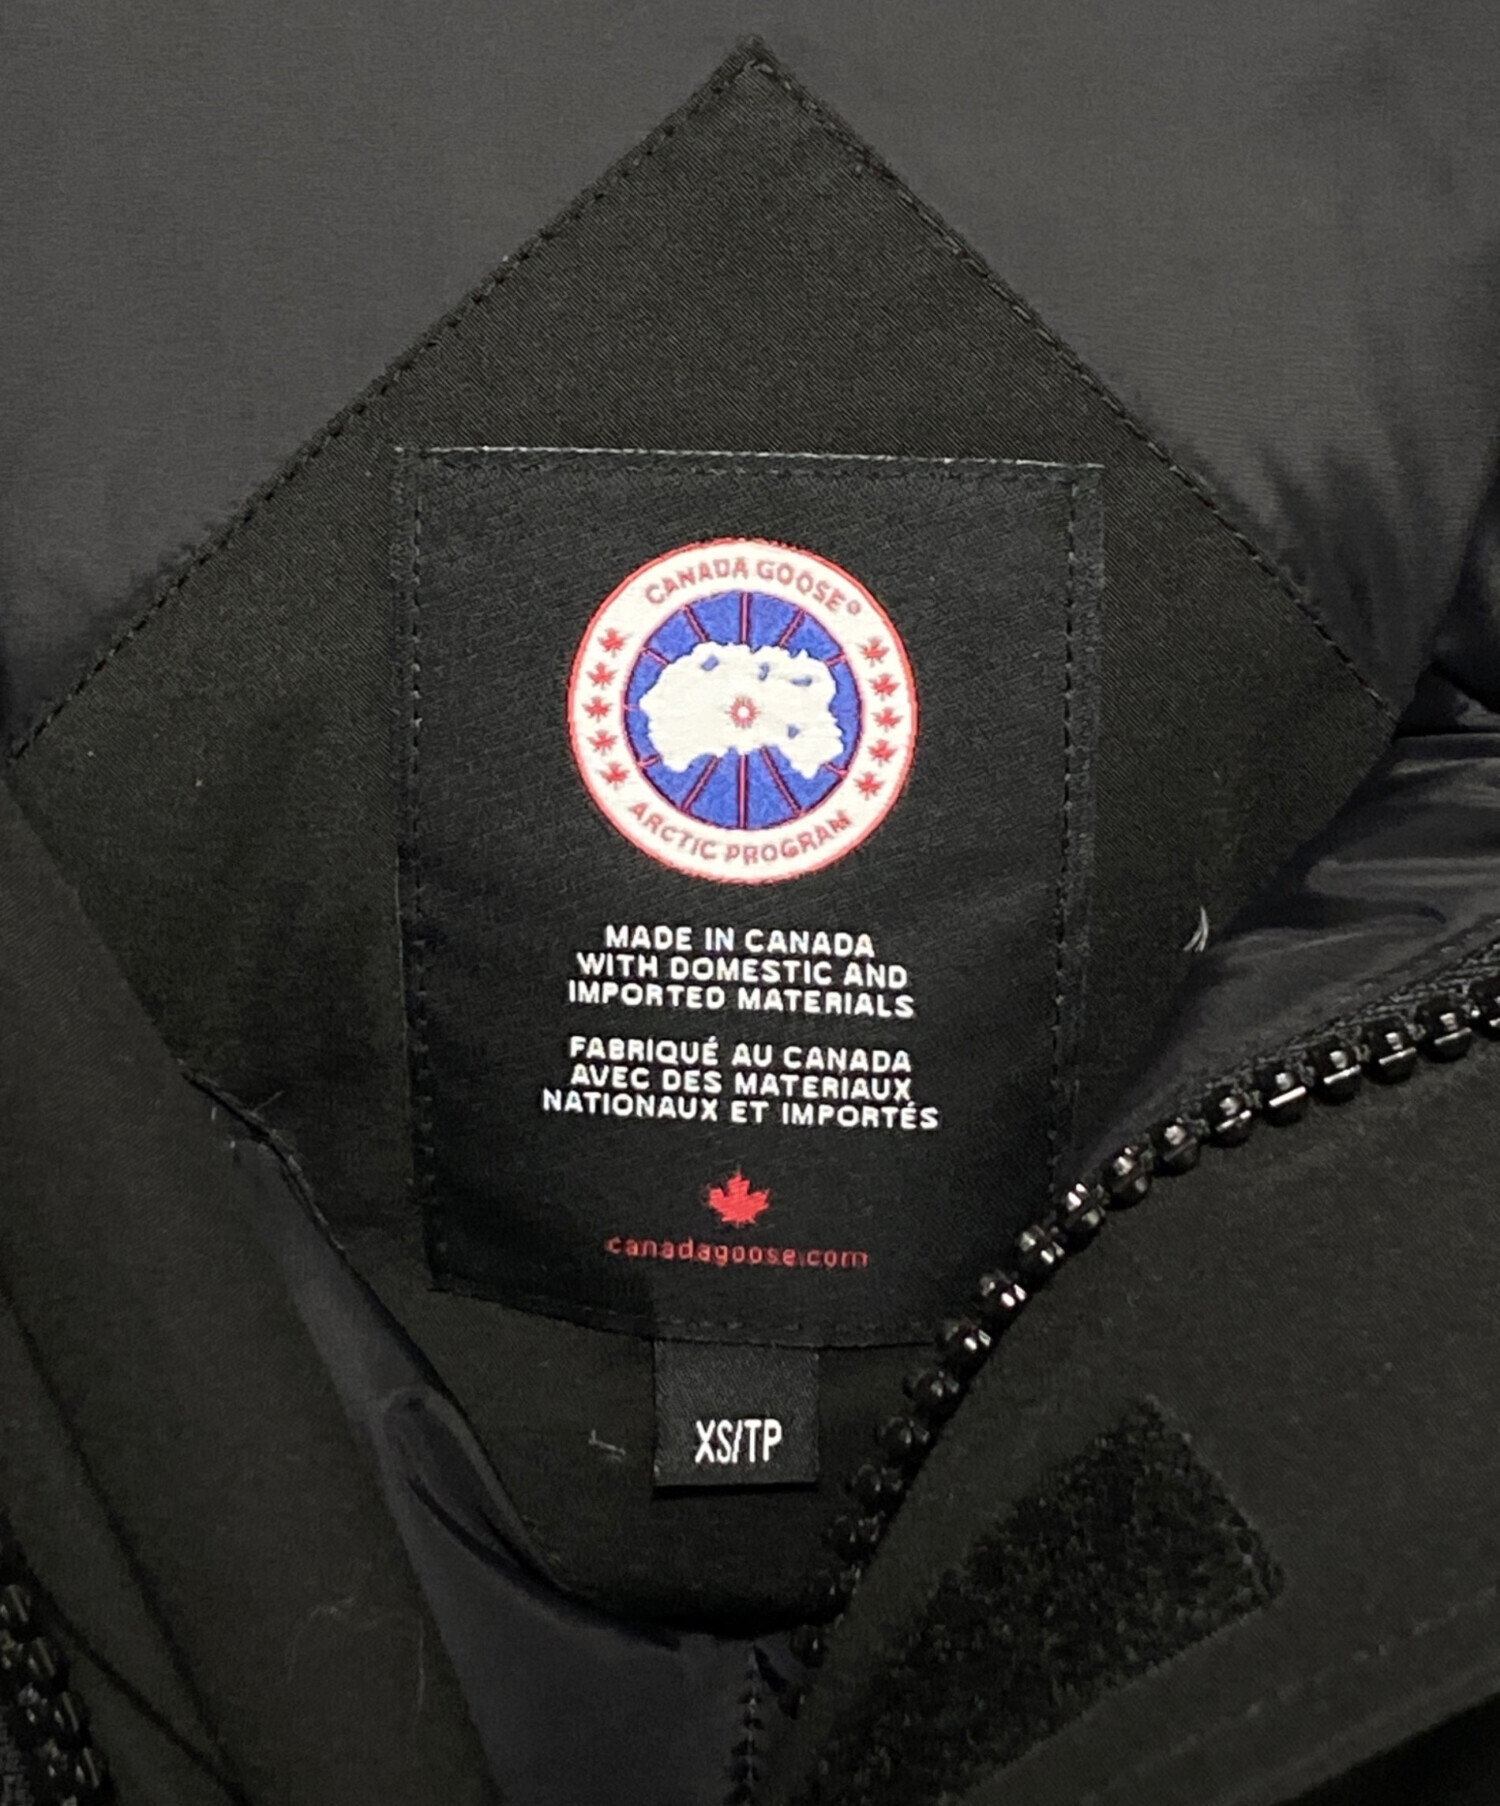 CANADA GOOSE®
ARCTIC PROGRAM
MADE IN CANADA
WITH DOMESTIC AND
IMPORTED MATERIALS
FABRIQUÉ AU CANADA
AVEC DES MATERIAUX
NATIONAUX ET IMPORTÉS
canadagoose.com
XS/TP